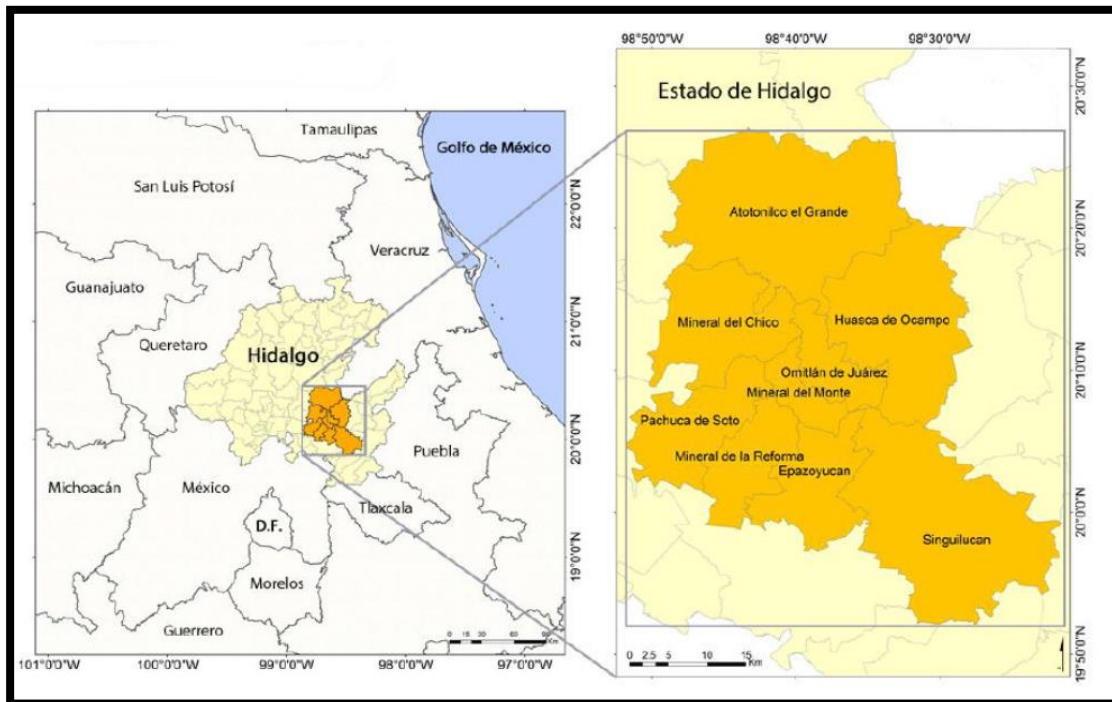 Tamaulipas
Golfo de México
San Luis Potosí
Veracruz
Guanajuato
Queretaro
Hidalgo
Puebla
Michoacán
México
Tlaxcala
D.F.
Morelos
Guerrero
0 15 30 60 90
Km
101°0'0"W 100°0'0"W 99°0'0"W 98°0'0"W 97°0'0"W
22°0'0"N
21°0'0"N
20°0'0"N
19°0'0"N
98°50'0"W 98°40'0"W 98°30'0"W
Estado de Hidalgo
Atotonilco el Grande
Mineral del Chico
Huasca de Ocampo
Omitlán de Juárez
Mineral del Monte
Pachuca de Soto
Mineral de la Reforma
Epazoyucan
Singuilucan
0 2.5 5 10 15
Km
20°30'0"N
20°20'0"N
20°10'0"N
20°0'0"N
19°50'0"N